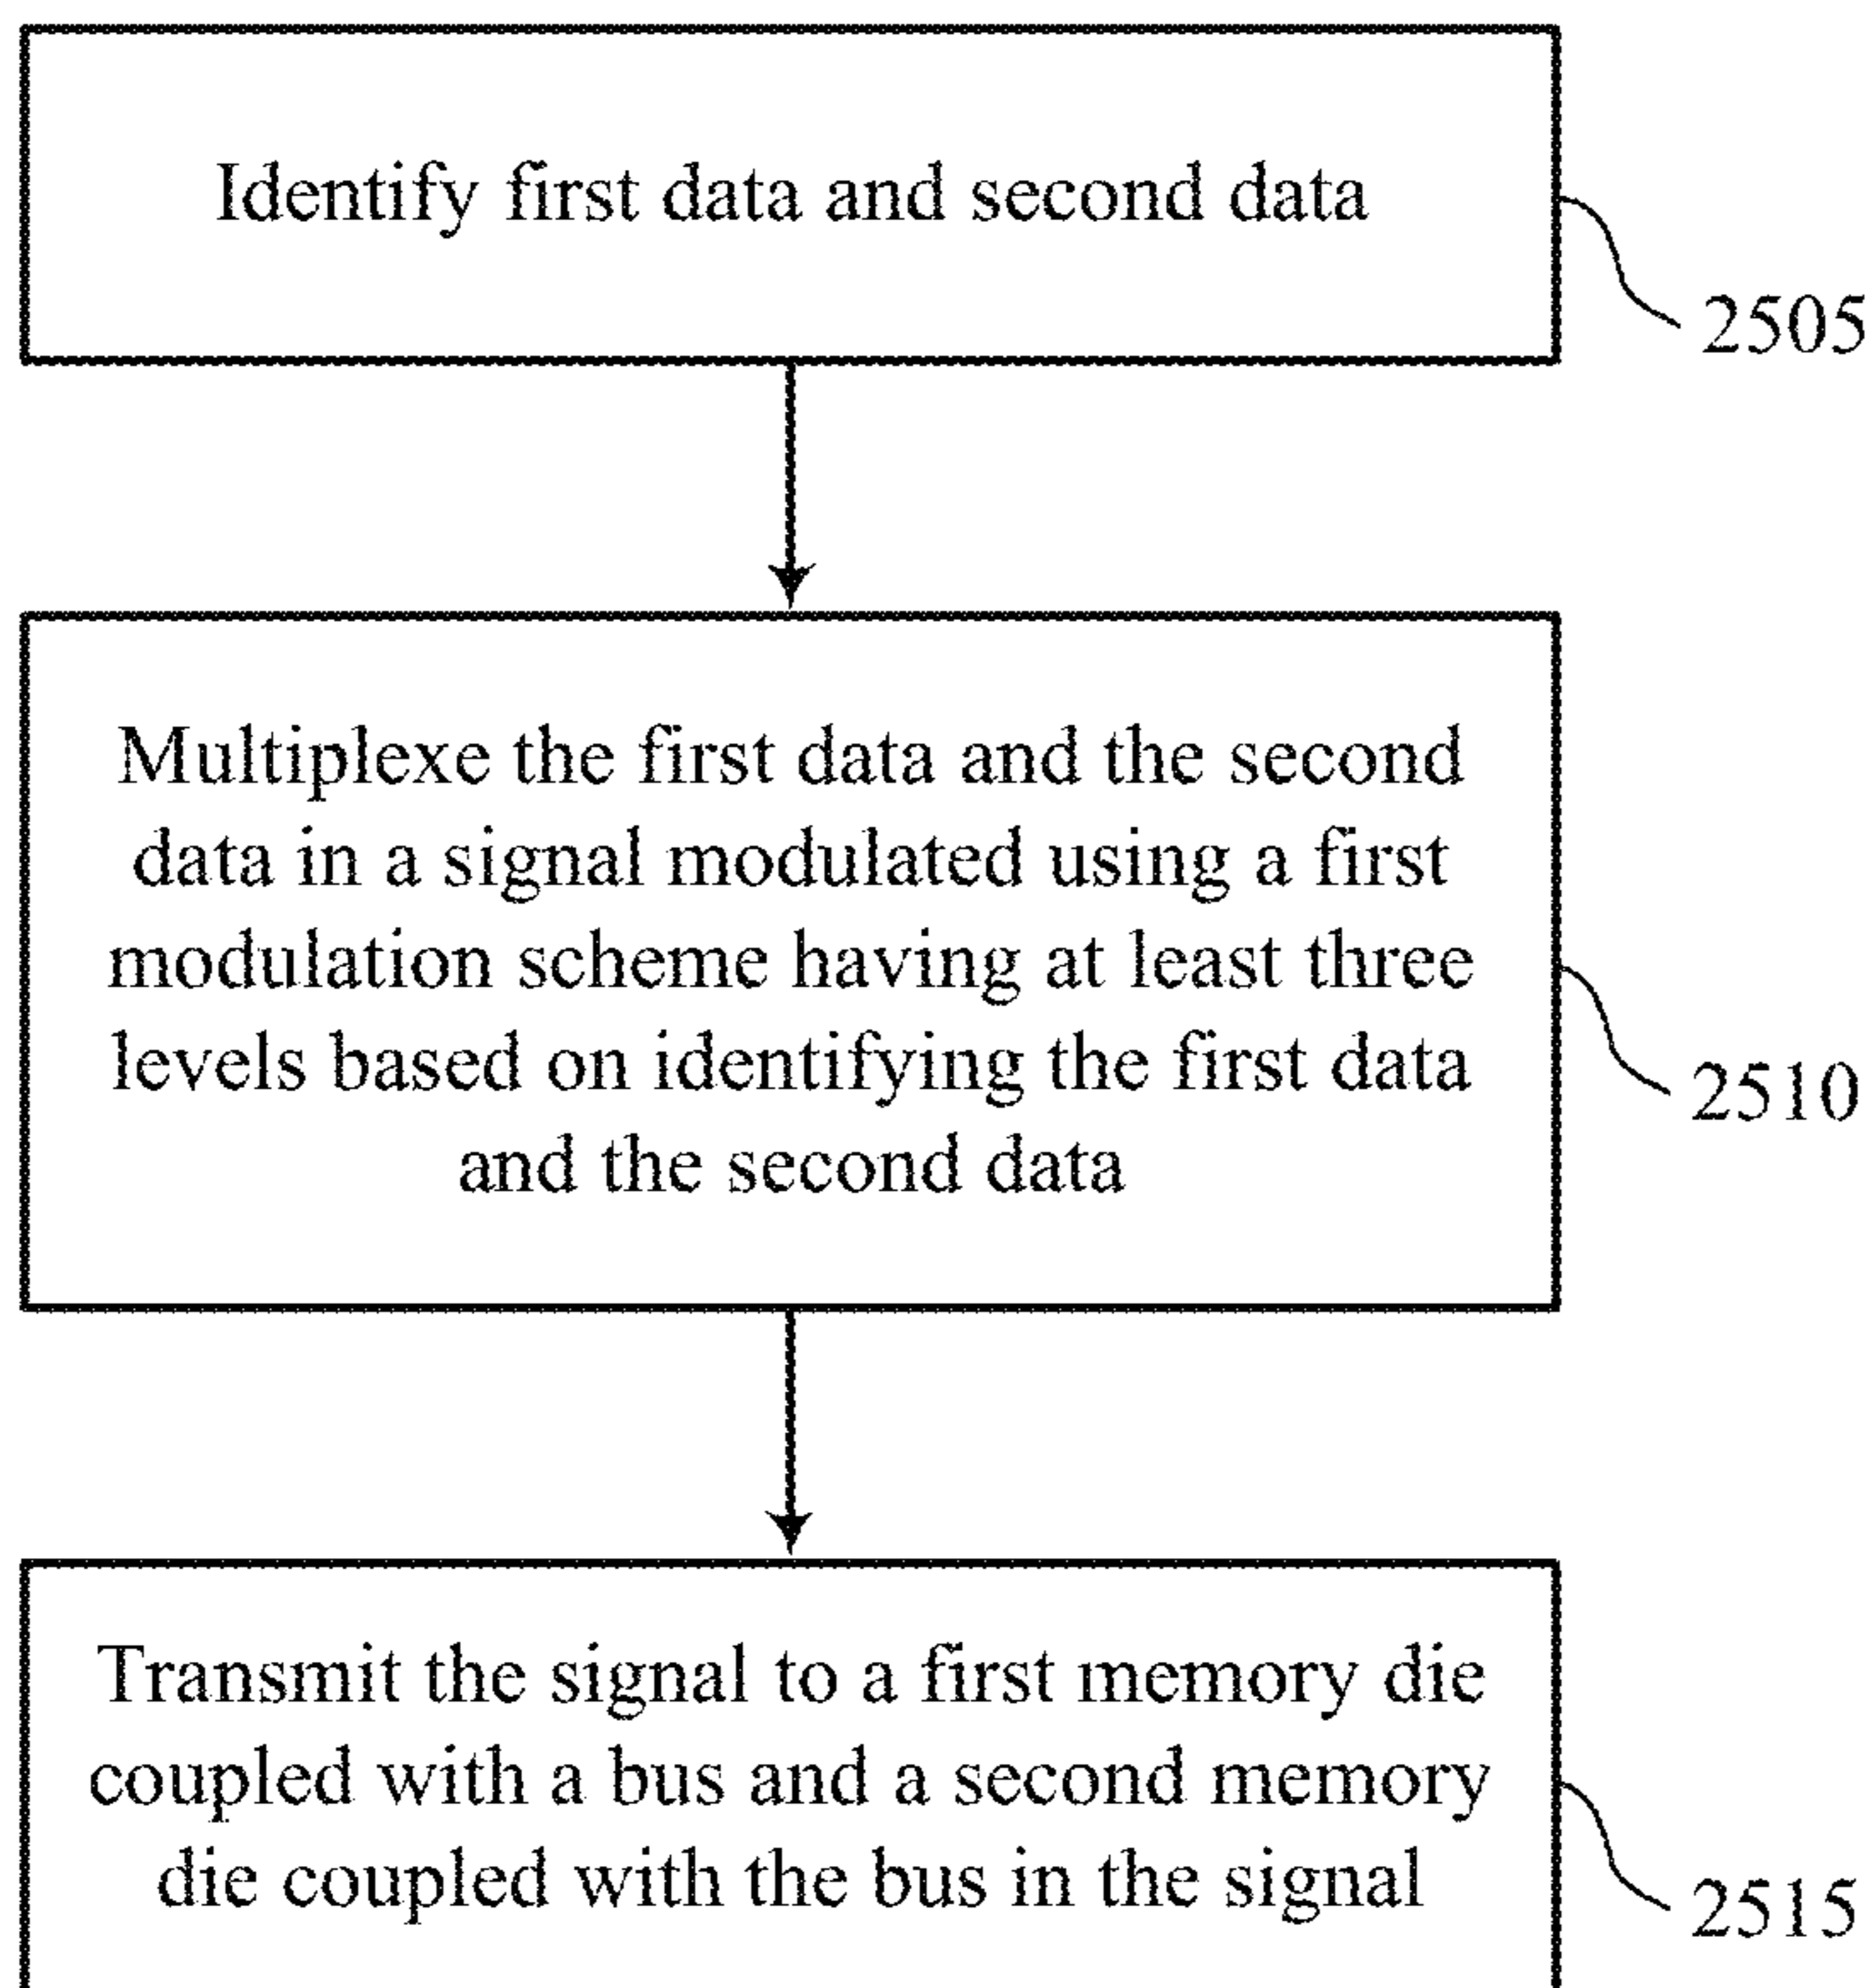 Identify first data and second data
2505
Multiplexe the first data and the second
data in a signal modulated using a first
modulation scheme having at least three
levels based on identifying the first data
and the second data
2510
Transmit the signal to a first memory die
coupled with a bus and a second memory
die coupled with the bus in the signal
2515